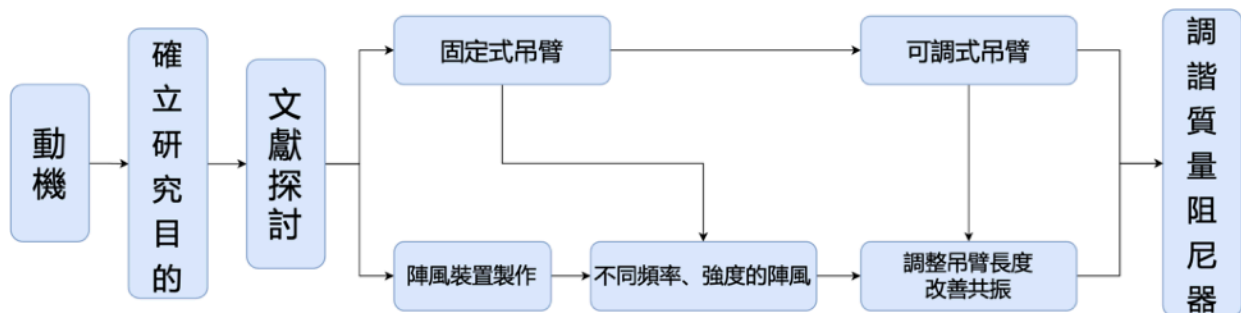 動機
確立研究目的
文獻探討
固定式吊臂
可調式吊臂
陣風裝置製作
不同頻率、強度的陣風
調整吊臂長度
改善共振
調諧質量阻尼器